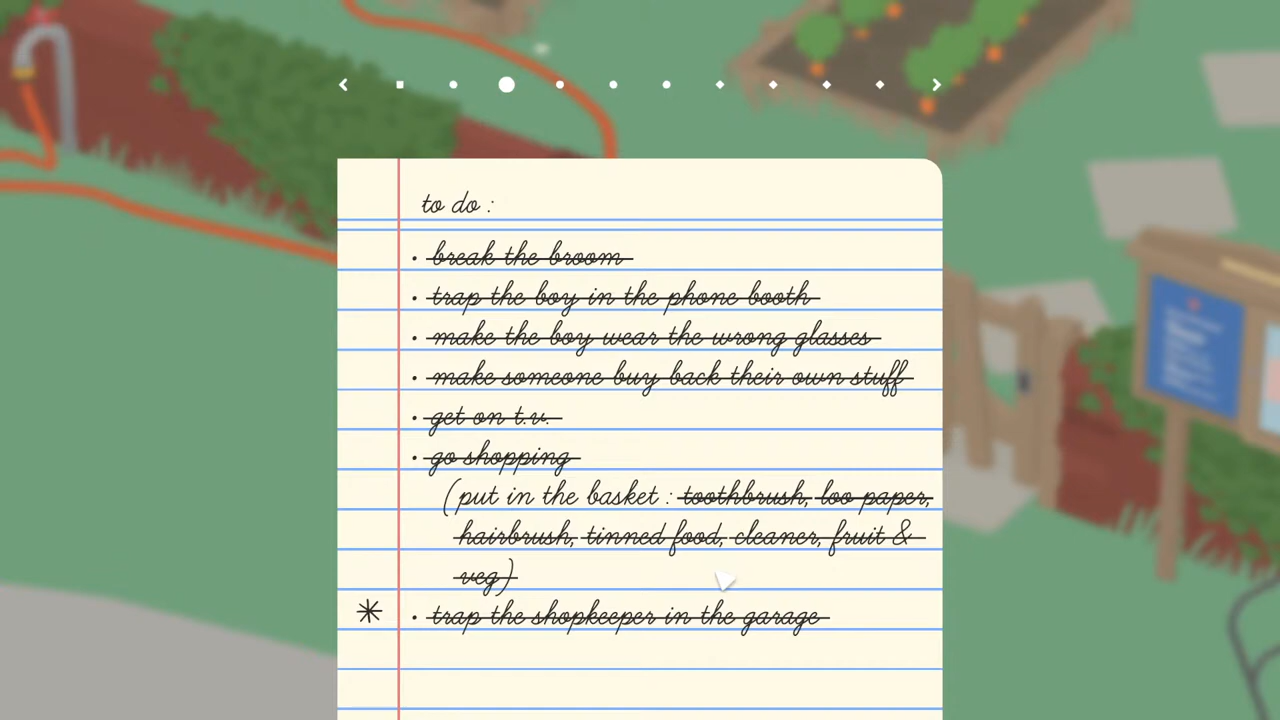 to do :
• break the broom
• trap the boy in the phone booth
• make the boy wear the wrong glasses
• make someone buy back their own stuff
• get on t.v.
• go shopping
(put in the basket : toothbrush, loo paper,
hairbrush, tinned food, cleaner, fruit &
veg)
• trap the shopkeeper in the garage